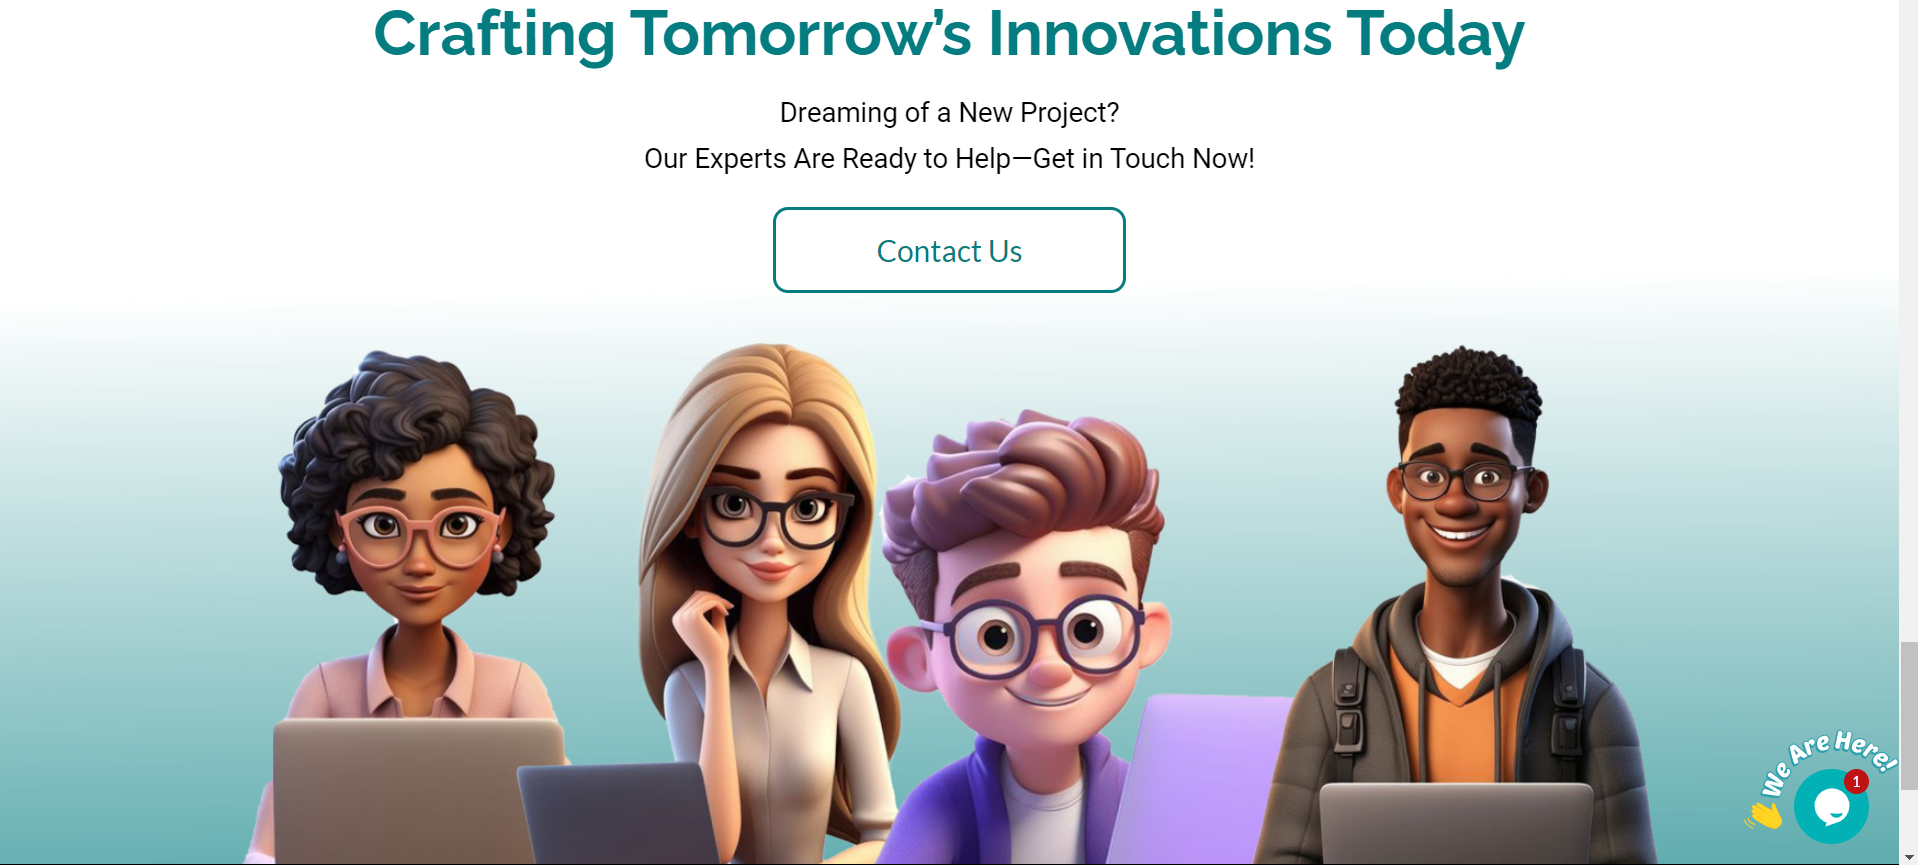 Crafting Tomorrow’s Innovations Today
Dreaming of a New Project?
Our Experts Are Ready to Help—Get in Touch Now!
Contact Us
We Are Here!
1